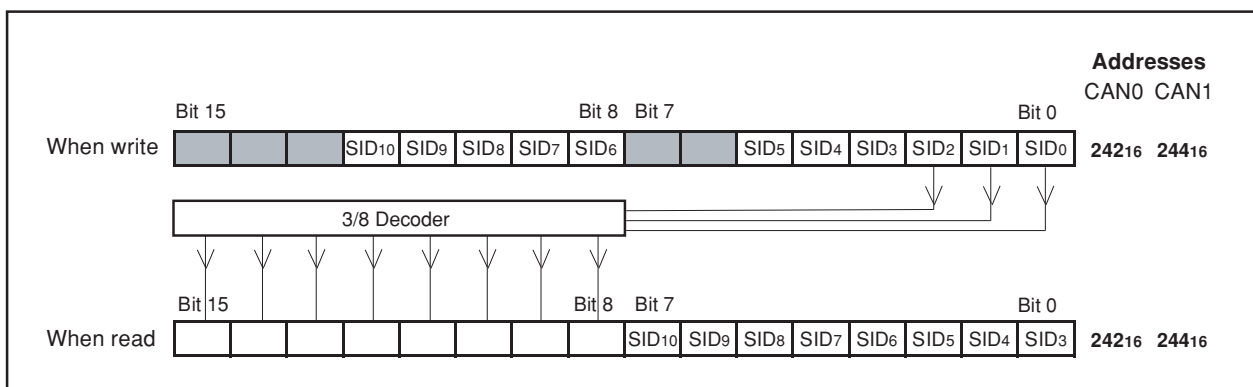 Addresses
CAN0 CAN1
Bit 15 Bit 8 Bit 7 Bit 0
When write SID10 SID9 SID8 SID7 SID6 SID5 SID4 SID3 SID2 SID1 SID0 24216 24416
3/8 Decoder
Bit 15 Bit 8 Bit 7 Bit 0
When read SID10 SID9 SID8 SID7 SID6 SID5 SID4 SID3 24216 24416